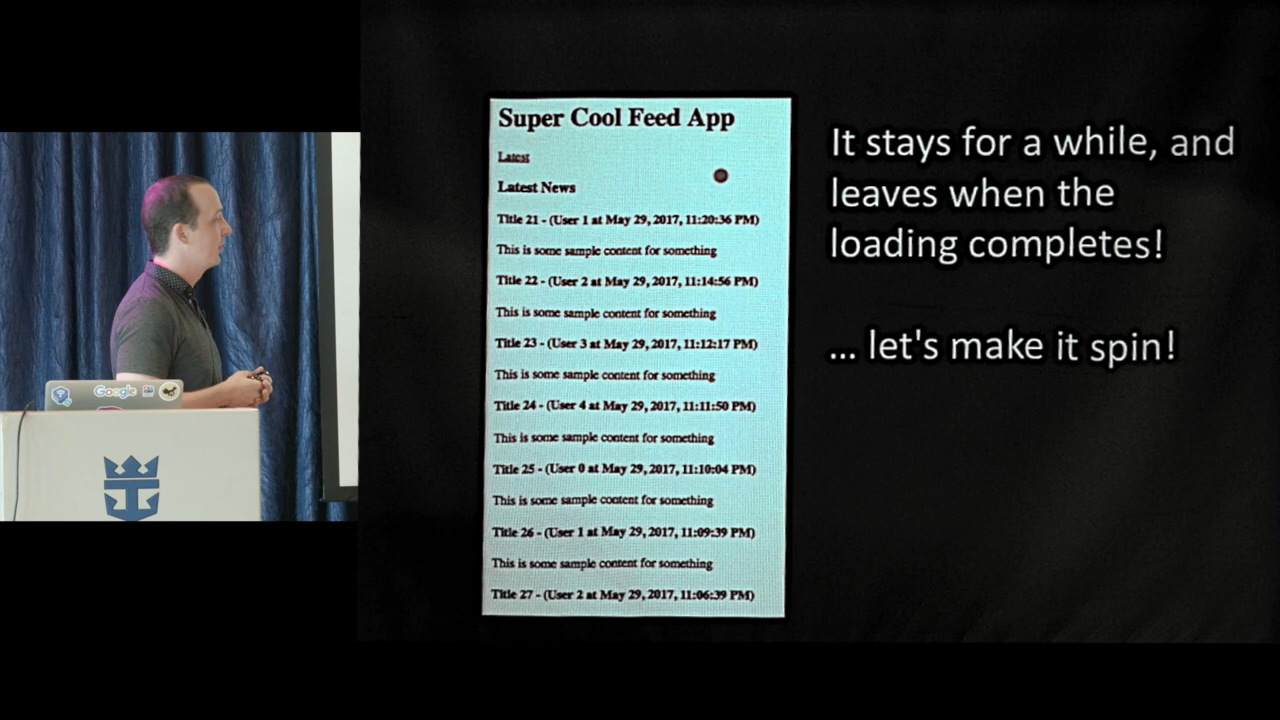 Super Cool Feed App
Latest
Latest News
Title 21 - (User 1 at May 29, 2017, 11:20:36 PM)
This is some sample content for something
Title 22 - (User 2 at May 29, 2017, 11:14:56 PM)
This is some sample content for something
Title 23 - (User 3 at May 29, 2017, 11:12:17 PM)
This is some sample content for something
Title 24 - (User 4 at May 29, 2017, 11:11:50 PM)
This is some sample content for something
Title 25 - (User 0 at May 29, 2017, 11:10:04 PM)
This is some sample content for something
Title 26 - (User 1 at May 29, 2017, 11:09:39 PM)
This is some sample content for something
Title 27 - (User 2 at May 29, 2017, 11:06:39 PM)
It stays for a while, and
leaves when the
loading completes!
... let's make it spin!
Google